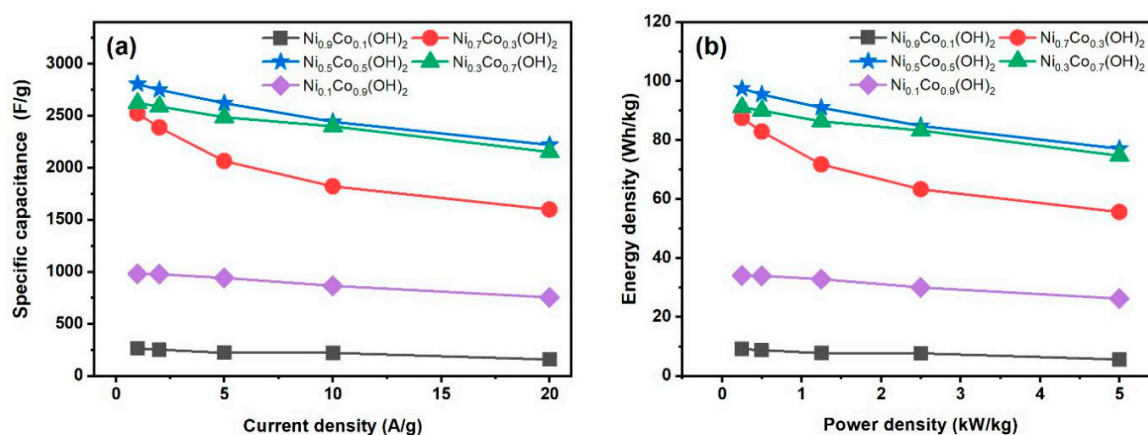 (a)
Ni₀.₉Co₀.₁(OH)₂ Ni₀.₇Co₀.₃(OH)₂
Ni₀.₅Co₀.₅(OH)₂ Ni₀.₃Co₀.₇(OH)₂
Ni₀.₁Co₀.₉(OH)₂
Specific capacitance (F/g)
3000
2500
2000
1500
1000
500
0
0 5 10 15 20
Current density (A/g)
(b)
Ni₀.₉Co₀.₁(OH)₂ Ni₀.₇Co₀.₃(OH)₂
Ni₀.₅Co₀.₅(OH)₂ Ni₀.₃Co₀.₇(OH)₂
Ni₀.₁Co₀.₉(OH)₂
Energy density (Wh/kg)
120
100
80
60
40
20
0
0 1 2 3 4 5
Power density (kW/kg)